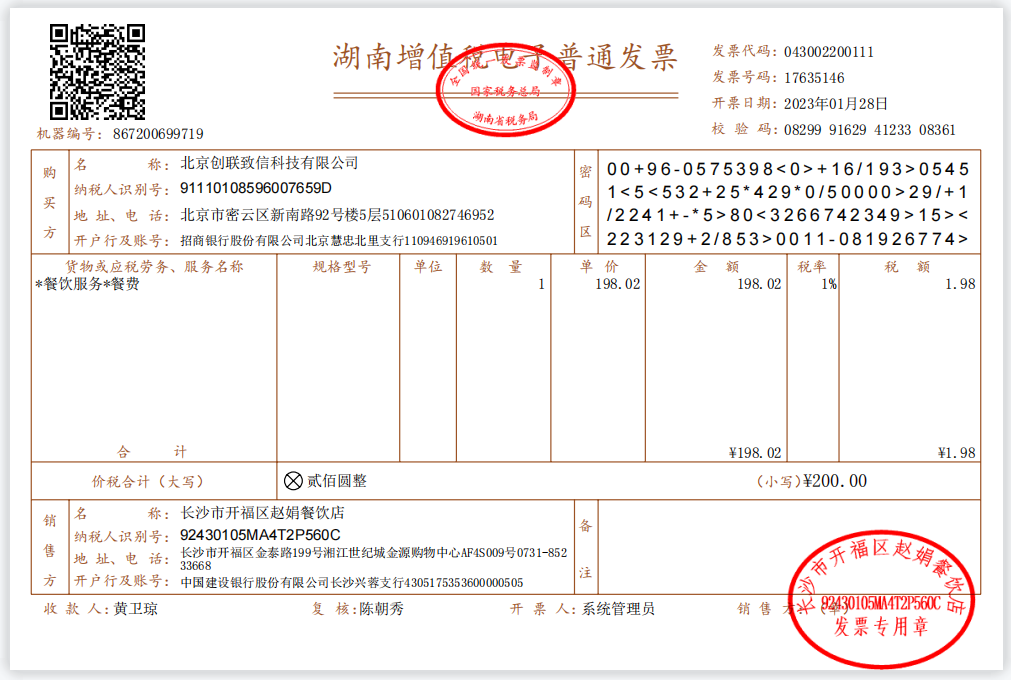 湖南增值税电子普通发票
全国统一发票监制章
国家税务总局
湖南省税务局
发票代码: 043002200111
发票号码: 17635146
开票日期: 2023年01月28日
校 验 码: 08299 91629 41233 08361
机器编号: 867200699719
购买方
名 称: 北京创联致信科技有限公司
纳税人识别号: 91110108596007659D
地 址、电 话: 北京市密云区新南路92号楼5层510601082746952
开户行及账号: 招商银行股份有限公司北京慧忠北里支行110946919610501
密码区
00+96-0575398<0>+16/193>0545
1<5<532+25*429*0/50000>29/+1
/2241+-*5>80<3266742349>15><
223129+2/853>0011-081926774>
货物或应税劳务、服务名称 规格型号 单位 数 量 单 价 金 额 税率 税 额
*餐饮服务*餐费 1 198.02 198.02 1% 1.98
合 计 ¥198.02 ¥1.98
价税合计（大写） ⊗贰佰圆整 （小写）¥200.00
销售方
名 称: 长沙市开福区赵娟餐饮店
纳税人识别号: 92430105MA4T2P560C
地 址、电 话: 长沙市开福区金泰路199号湘江世纪城金源购物中心AF4S009号0731-852
33668
开户行及账号: 中国建设银行股份有限公司长沙兴蓉支行43051753536000​00505
备注
收 款 人: 黄卫琼 复 核: 陈朝秀 开 票 人: 系统管理员 销 售 方:(章)
长沙市开福区赵娟餐饮店
92430105MA4T2P560C
发票专用章